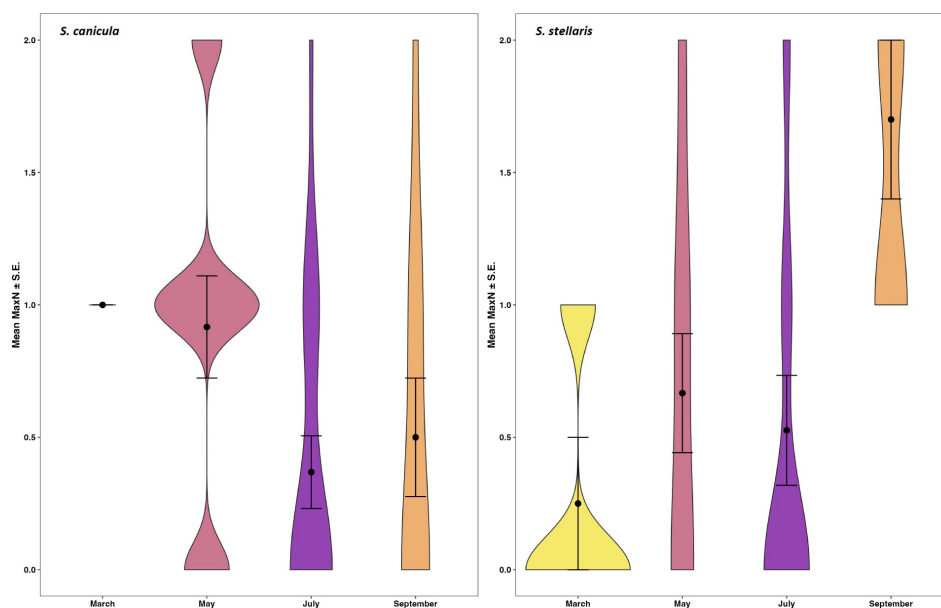 S. canicula
Mean MaxN ± S.E.
2.0
1.5
1.0
0.5
0.0
March May July September
S. stellaris
Mean MaxN ± S.E.
2.0
1.5
1.0
0.5
0.0
March May July September